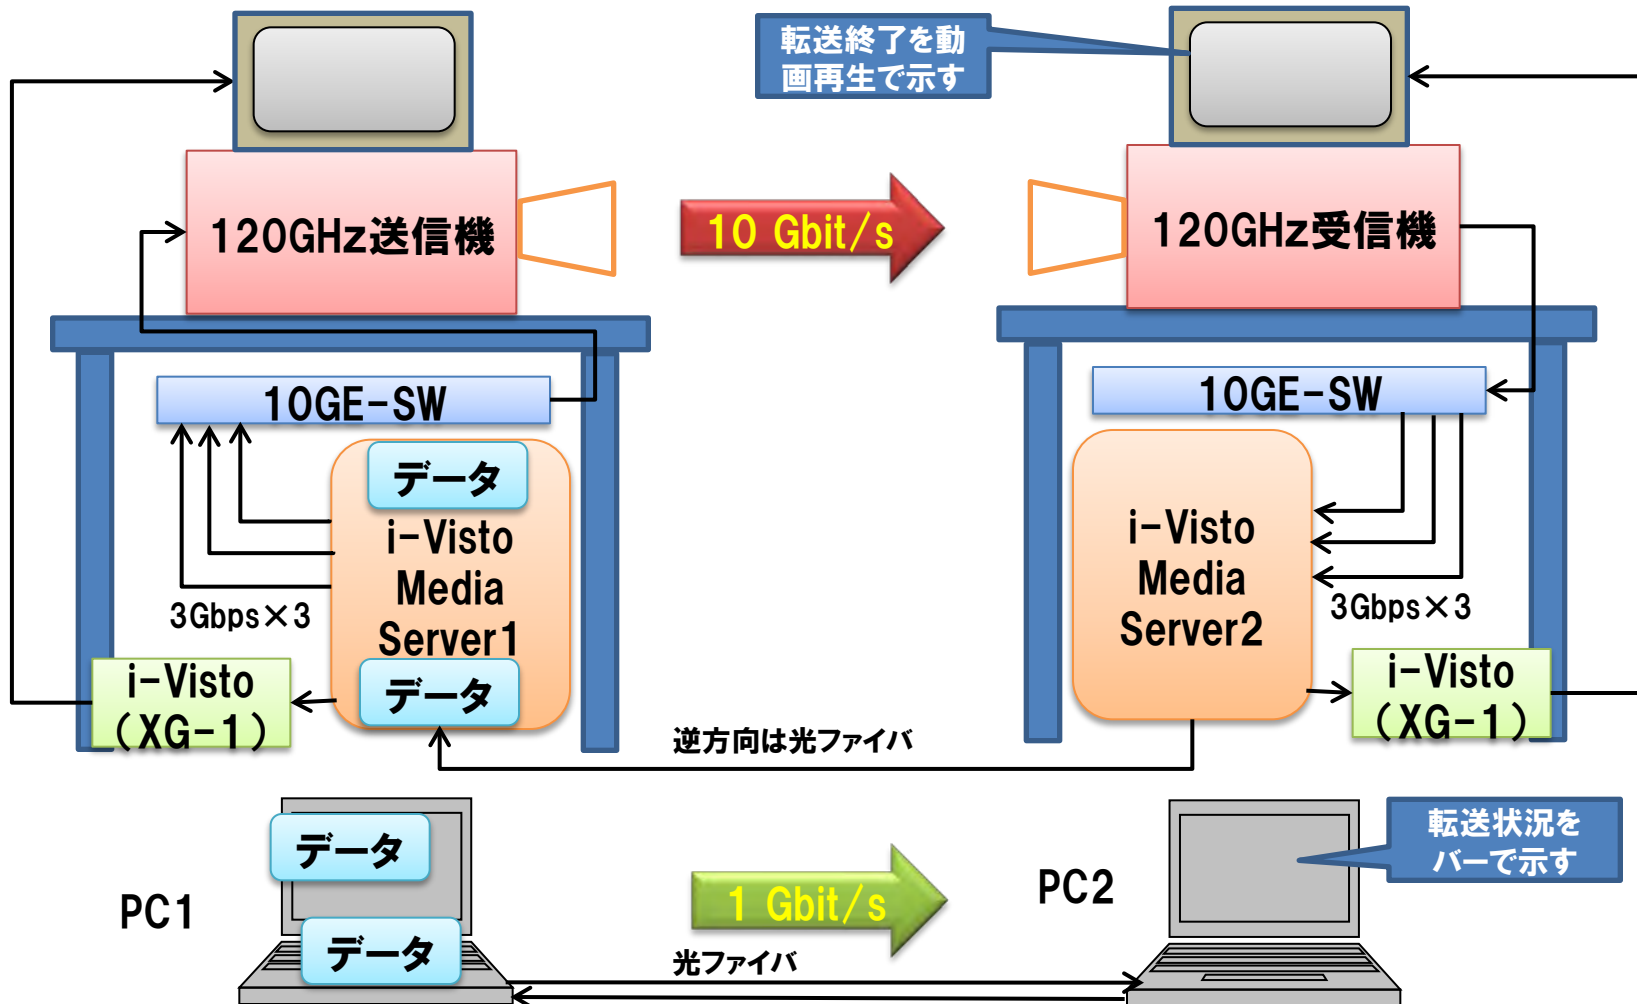 転送終了を動
画再生で示す
120GHz送信機
10 Gbit/s
120GHz受信機
10GE-SW
10GE-SW
データ
i-Visto
Media
Server1
データ
3Gbps×3
i-Visto
(XG-1)
i-Visto
Media
Server2
3Gbps×3
i-Visto
(XG-1)
逆方向は光ファイバ
PC1
データ
データ
1 Gbit/s
光ファイバ
PC2
転送状況を
バーで示す